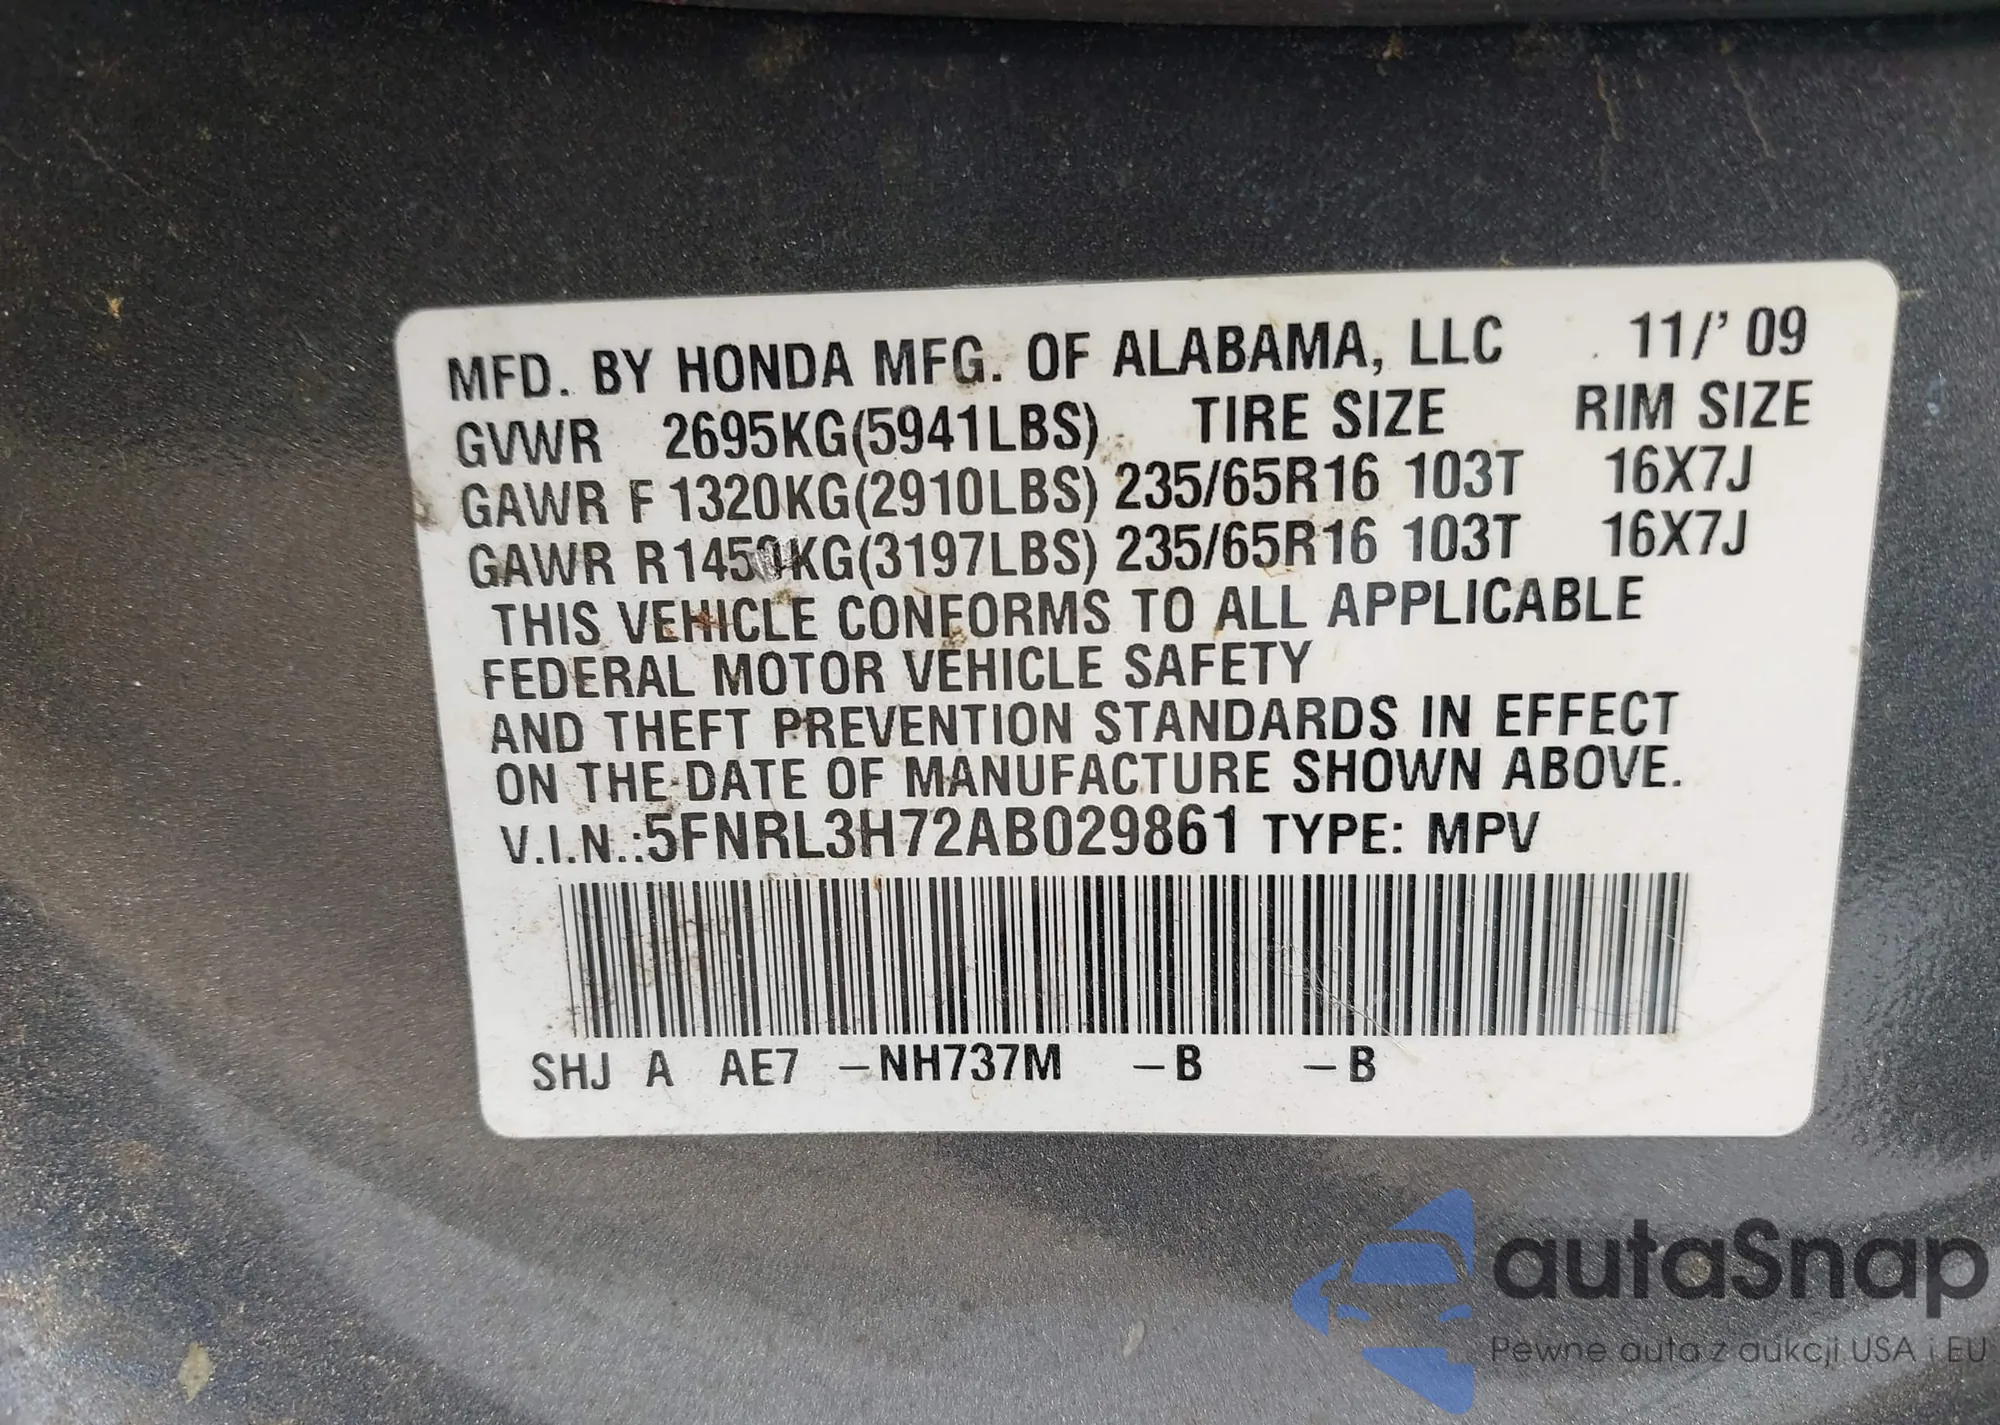 MFD. BY HONDA MFG. OF ALABAMA, LLC 11/'09
GVWR 2695KG(5941LBS) TIRE SIZE RIM SIZE
GAWR F 1320KG(2910LBS) 235/65R16 103T 16X7J
GAWR R 1450KG(3197LBS) 235/65R16 103T 16X7J
THIS VEHICLE CONFORMS TO ALL APPLICABLE
FEDERAL MOTOR VEHICLE SAFETY
AND THEFT PREVENTION STANDARDS IN EFFECT
ON THE DATE OF MANUFACTURE SHOWN ABOVE.
V.I.N.:5FNRL3H72AB029861 TYPE: MPV
SHJ A AE7 –NH737M –B –B
autaSnap
Pewne auta z aukcji USA i EU